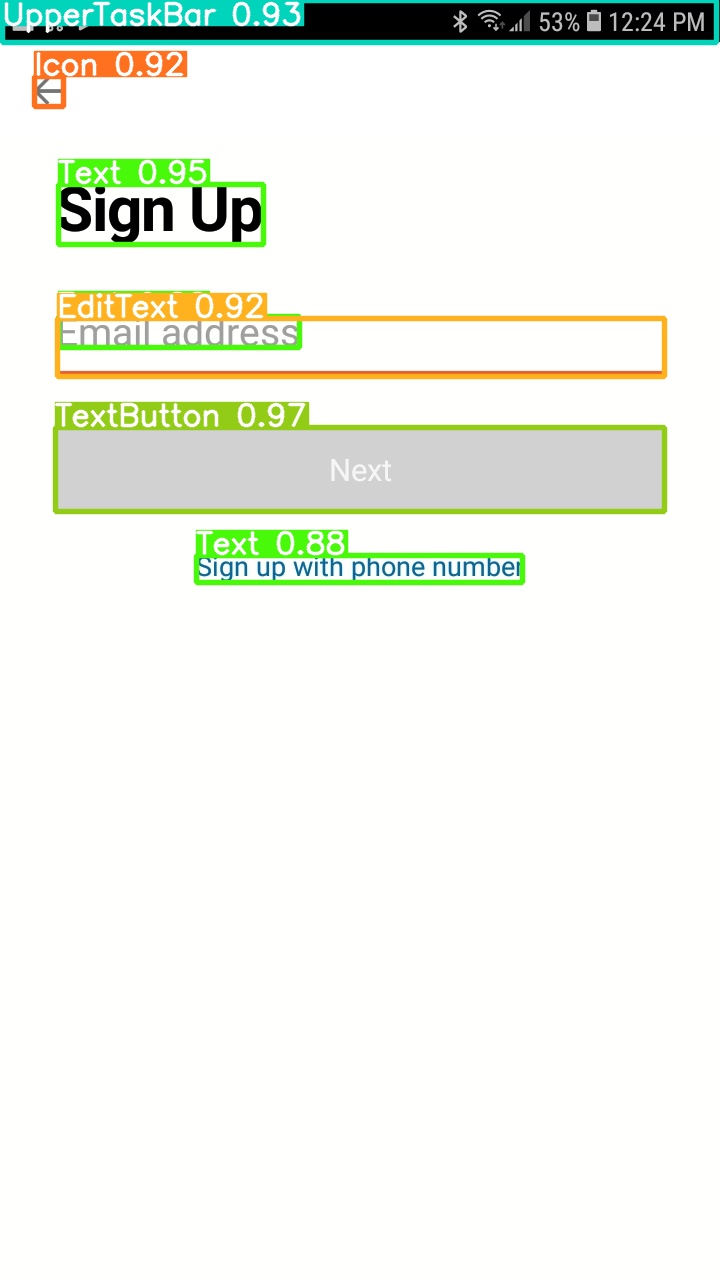 UpperTaskBar 0.93
53% 12:24 PM
Icon 0.92
Text 0.95
Sign Up
EditText 0.92
Email address
TextButton 0.97
Next
Text 0.88
Sign up with phone number